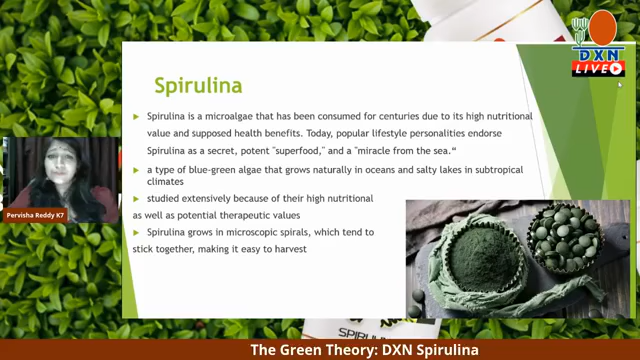 DXN
LIVE
Spirulina
Spirulina is a microalgae that has been consumed for centuries due to its high nutritional
value and supposed health benefits. Today, popular lifestyle personalities endorse
Spirulina as a secret, potent "superfood," and a "miracle from the sea.“
a type of blue-green algae that grows naturally in oceans and salty lakes in subtropical
climates
studied extensively because of their high nutritional
as well as potential therapeutic values
Spirulina grows in microscopic spirals, which tend to
stick together, making it easy to harvest
Pervisha Reddy K7
The Green Theory: DXN Spirulina